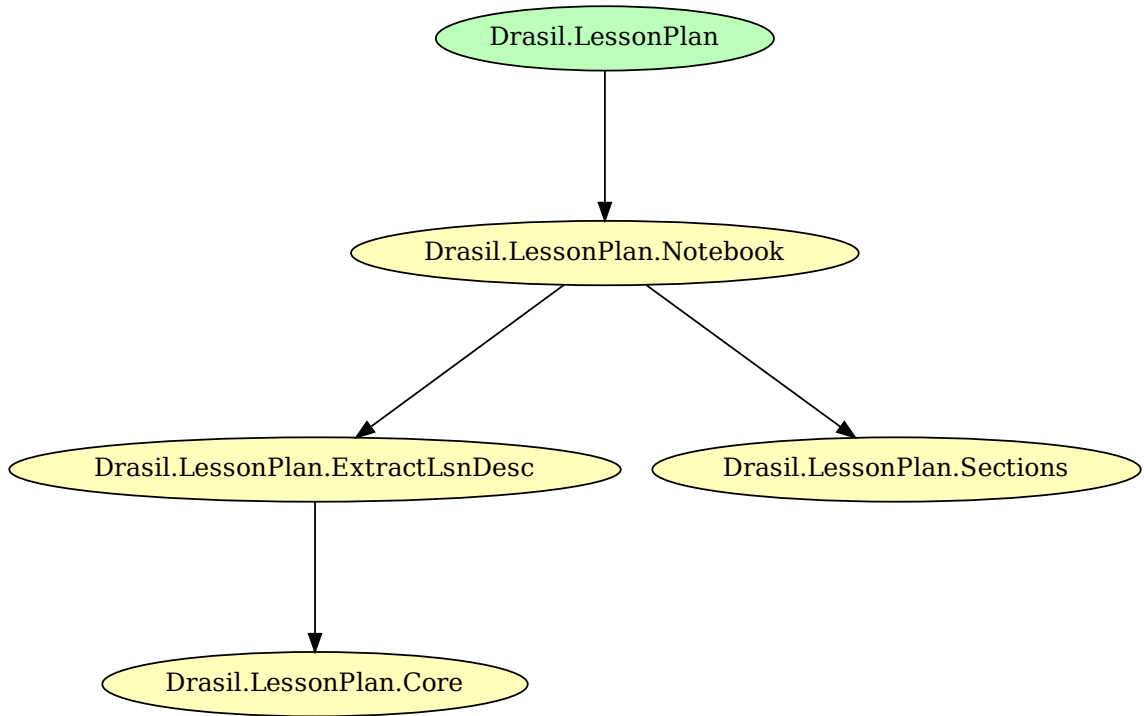 Drasil.LessonPlan
Drasil.LessonPlan.Notebook
Drasil.LessonPlan.ExtractLsnDesc
Drasil.LessonPlan.Sections
Drasil.LessonPlan.Core